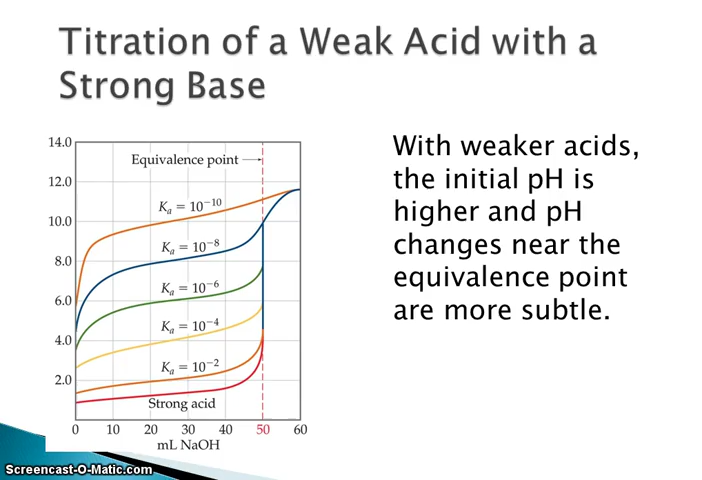 Titration of a Weak Acid with a
Strong Base
14.0
12.0
10.0
8.0
6.0
4.0
2.0
Equivalence point
Kₐ = 10⁻¹⁰
Kₐ = 10⁻⁸
Kₐ = 10⁻⁶
Kₐ = 10⁻⁴
Kₐ = 10⁻²
Strong acid
0 10 20 30 40 50 60
mL NaOH
With weaker acids,
the initial pH is
higher and pH
changes near the
equivalence point
are more subtle.
Screencast-O-Matic.com